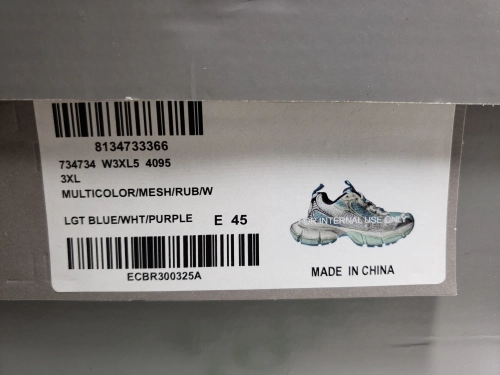 8134733366
734734 W3XL5 4095
3XL
MULTICOLOR/MESH/RUB/W
LGT BLUE/WHT/PURPLE E 45
ECBR300325A
INTERNAL USE ONLY
MADE IN CHINA